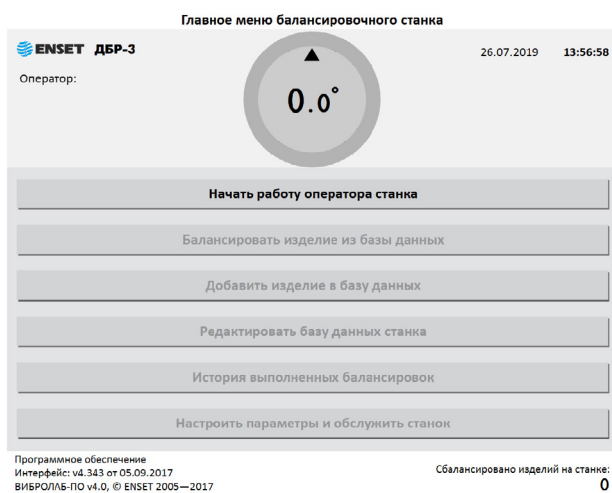 Главное меню балансировочного станка
ENSET ДБР-3
26.07.2019 13:56:58
Оператор:
0.0°
Начать работу оператора станка
Балансировать изделие из базы данных
Добавить изделие в базу данных
Редактировать базу данных станка
История выполненных балансировок
Настроить параметры и обслужить станок
Программное обеспечение
Интерфейс: v4.343 от 05.09.2017
ВИБРОЛАБ-ПО v4.0, © ENSET 2005—2017
Сбалансировано изделий на станке:
0